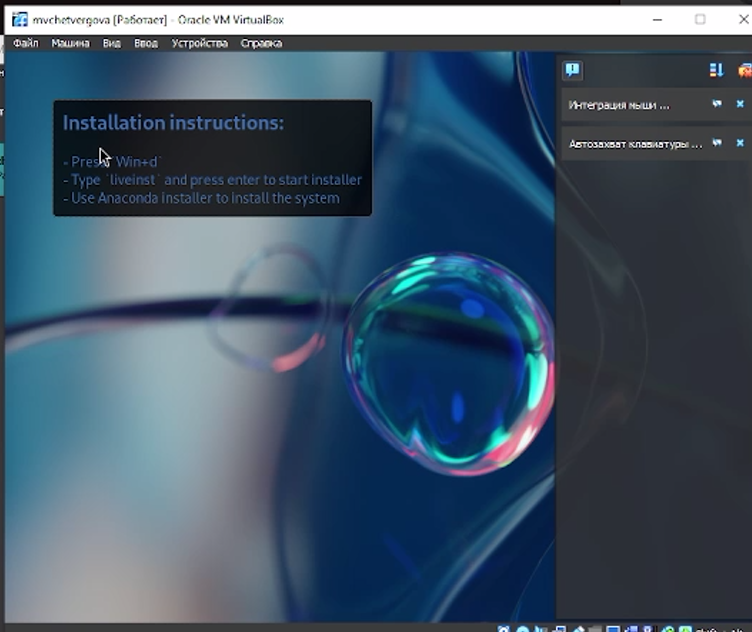 mvchetvergova [Работает] - Oracle VM VirtualBox
Файл Машина Вид Ввод Устройства Справка
Installation instructions:
- Press `Win+d`
- Type `liveinst` and press enter to start installer
- Use Anaconda installer to install the system
Интеграция мыши ...
Автозахват клавиатуры ...